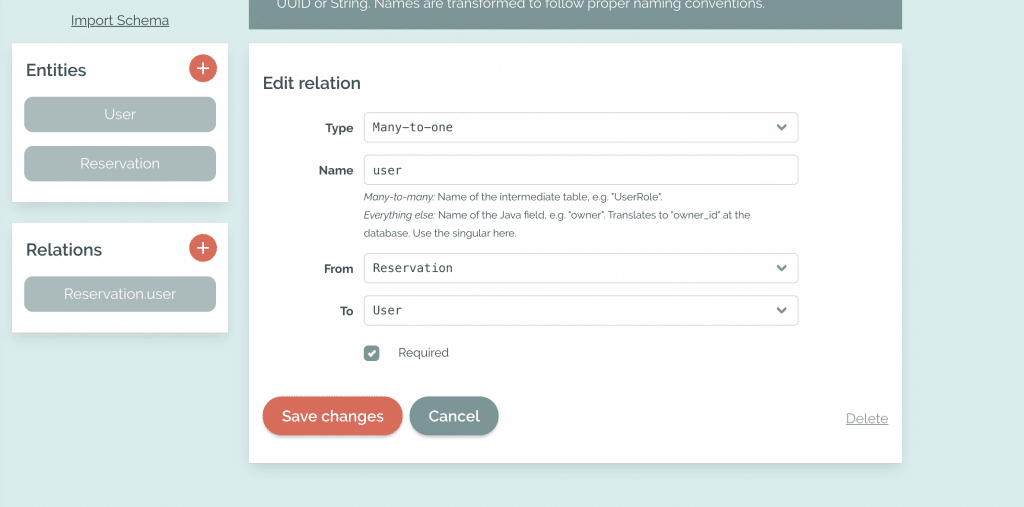 UUID or String. Names are transformed to follow proper naming conventions.
Import Schema
Entities
User
Reservation
Relations
Reservation.user
Edit relation
Type Many-to-one
Name user
Many-to-many: Name of the intermediate table, e.g. "UserRole".
Everything else: Name of the Java field, e.g. "owner". Translates to "owner_id" at the
database. Use the singular here.
From Reservation
To User
Required
Save changes Cancel Delete